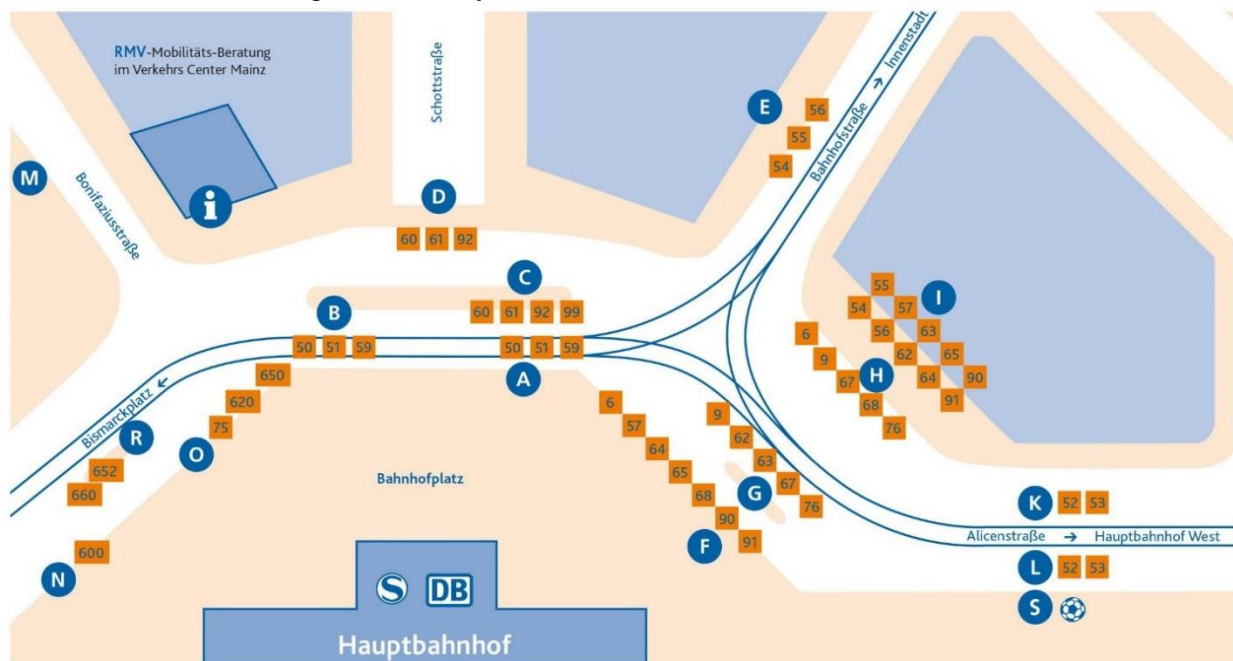 RMV-Mobilitäts-Beratung
im Verkehrs Center Mainz
i
M
Bonifaziusstraße
Schottstraße
D
60 61 92
E
56
55
54
Bahnhofstraße → Innenstadt
C
60 61 92 99
B
50 51 59
A
50 51 59
Bismarckplatz ←
R
652
660
O
650
620
75
N
600
Bahnhofplatz
F
6
57
64
65
68
90
91
G
9
62
63
67
76
H
6
9
67
68
76
I
55
54 57
56 63
62 65
64 90
91
K 52 53
Alicenstraße → Hauptbahnhof West
L 52 53
S
S DB
Hauptbahnhof